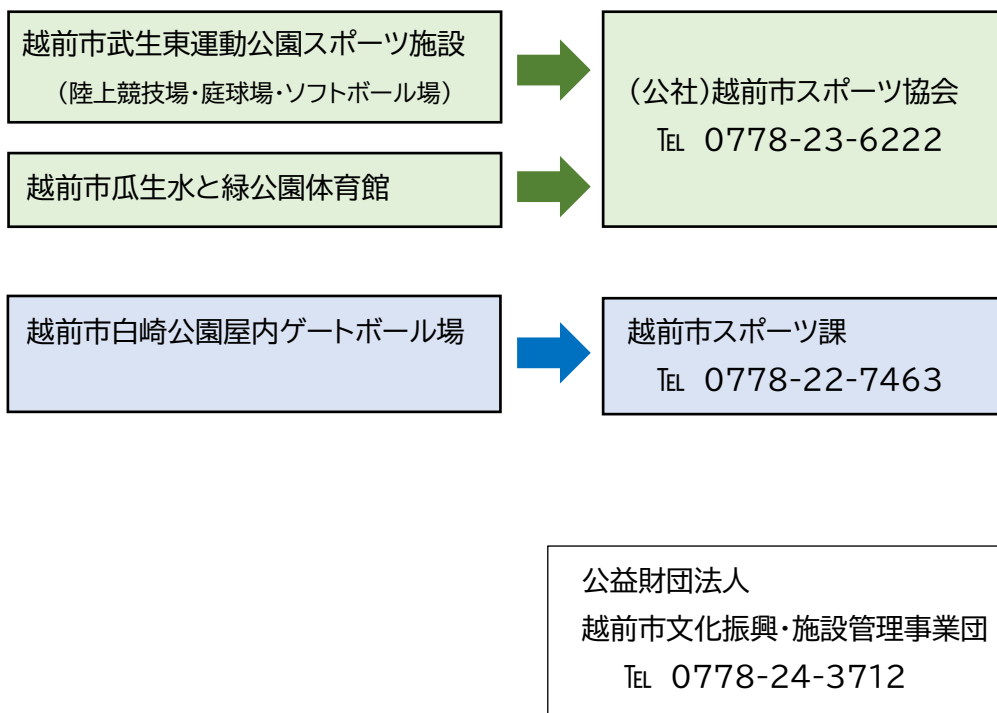 越前市武生東運動公園スポーツ施設
（陸上競技場・庭球場・ソフトボール場）
越前市瓜生水と緑公園体育館
（公社）越前市スポーツ協会
℡ 0778-23-6222
越前市白崎公園屋内ゲートボール場
越前市スポーツ課
℡ 0778-22-7463
公益財団法人
越前市文化振興・施設管理事業団
℡ 0778-24-3712